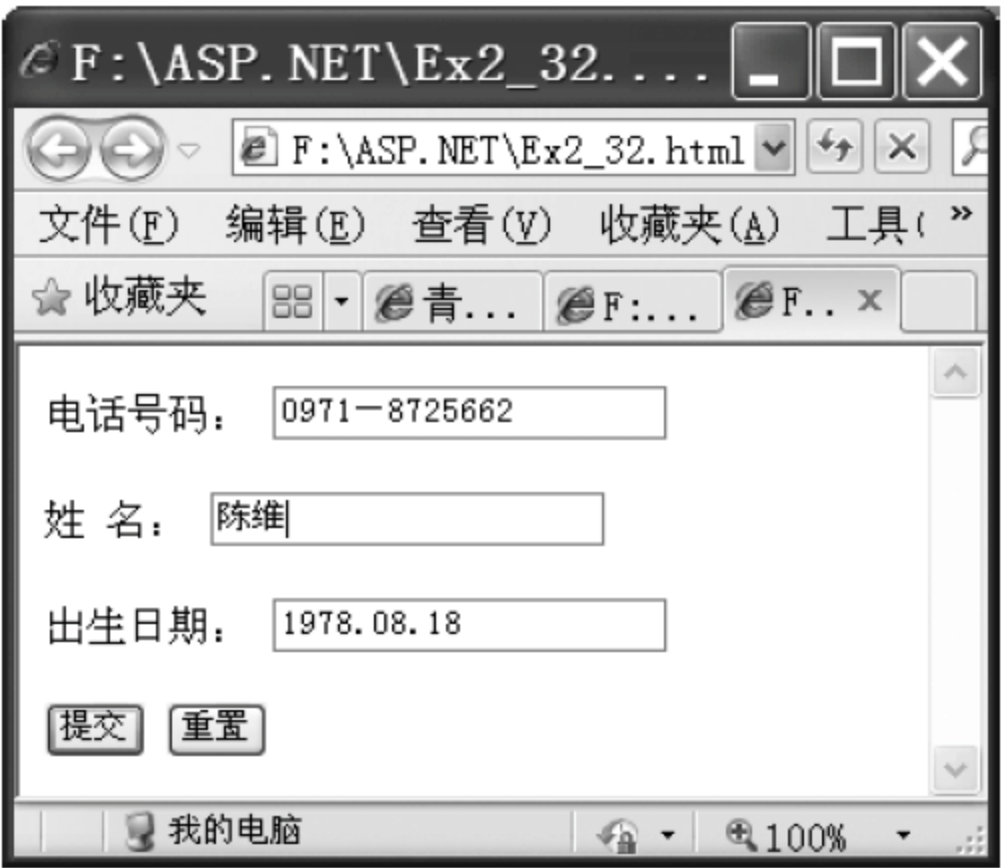 F:\ASP.NET\Ex2_32....
F:\ASP.NET\Ex2_32.html
文件(F) 编辑(E) 查看(V) 收藏夹(A) 工具( »
收藏夹 青... F:... F..
电话号码: 0971-8725662
姓 名: 陈维
出生日期: 1978.08.18
提交 重置
我的电脑 100%